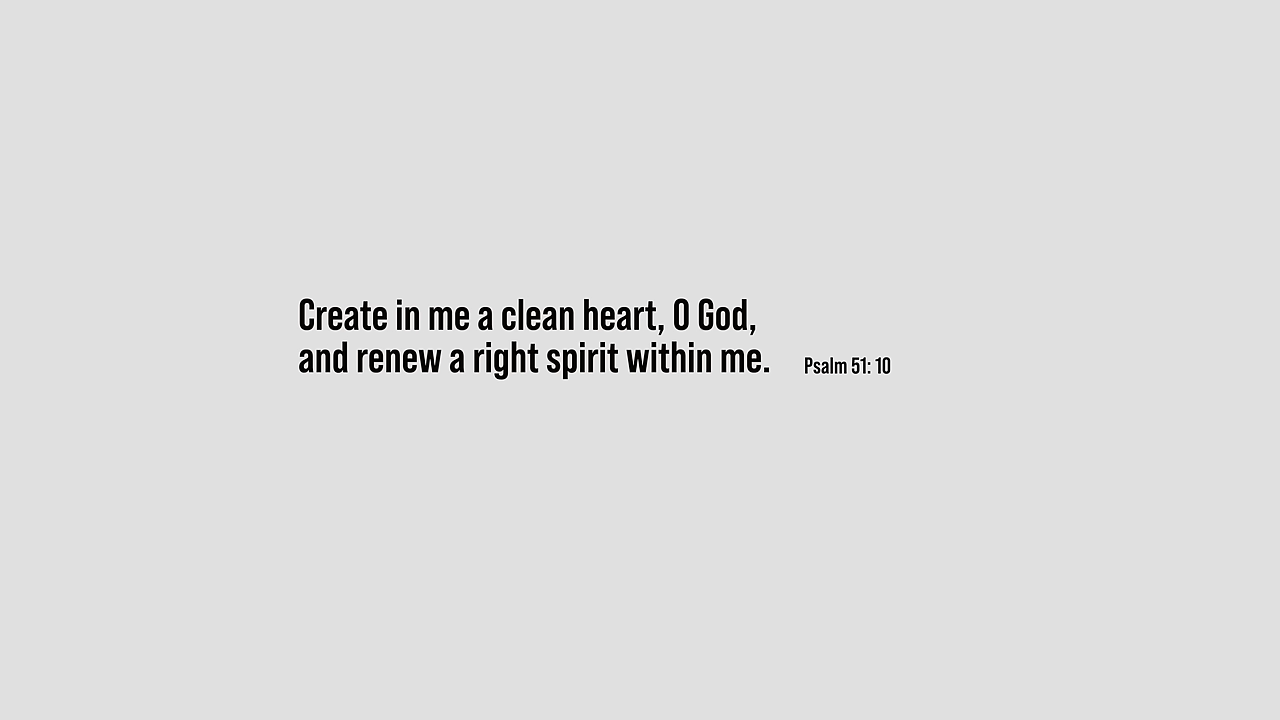 Create in me a clean heart, O God,
and renew a right spirit within me.
Psalm 51: 10